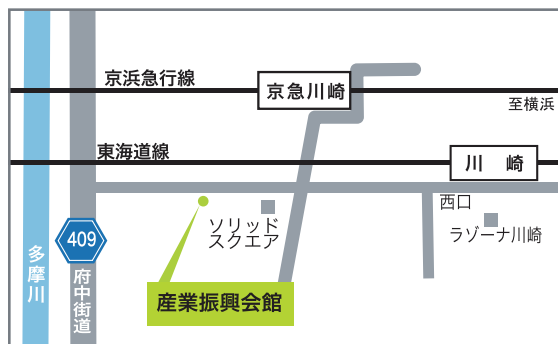 京浜急行線
京急川崎
至横浜
東海道線
川崎
西口
ラゾーナ川崎
ソリッド
スクエア
409
多摩川
府中街道
産業振興会館